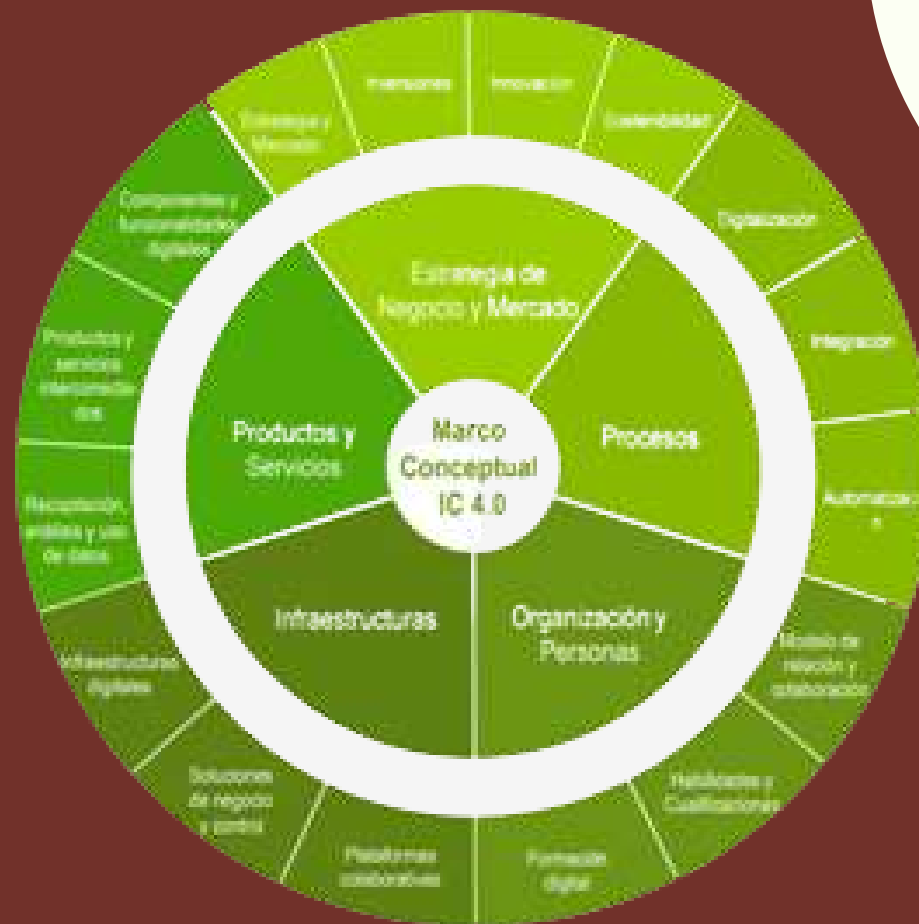 Marco
Conceptual
IC 4.0
Estrategia de
Negocio y Mercado
Procesos
Organización y
Personas
Infraestructuras
Productos y
Servicios
Estrategia y
Mercado
Inversiones
Innovación
Sostenibilidad
Digitalización
Integración
Modelo de
relación y
colaboración
Habilidades y
Cualificaciones
Formación
digital
Plataformas
colaborativas
Soluciones
de negocio
y control
Infraestructuras
digitales
Recopilación,
análisis y uso
de datos
Productos y
servicios
Componentes y
funcionalidades
digitales